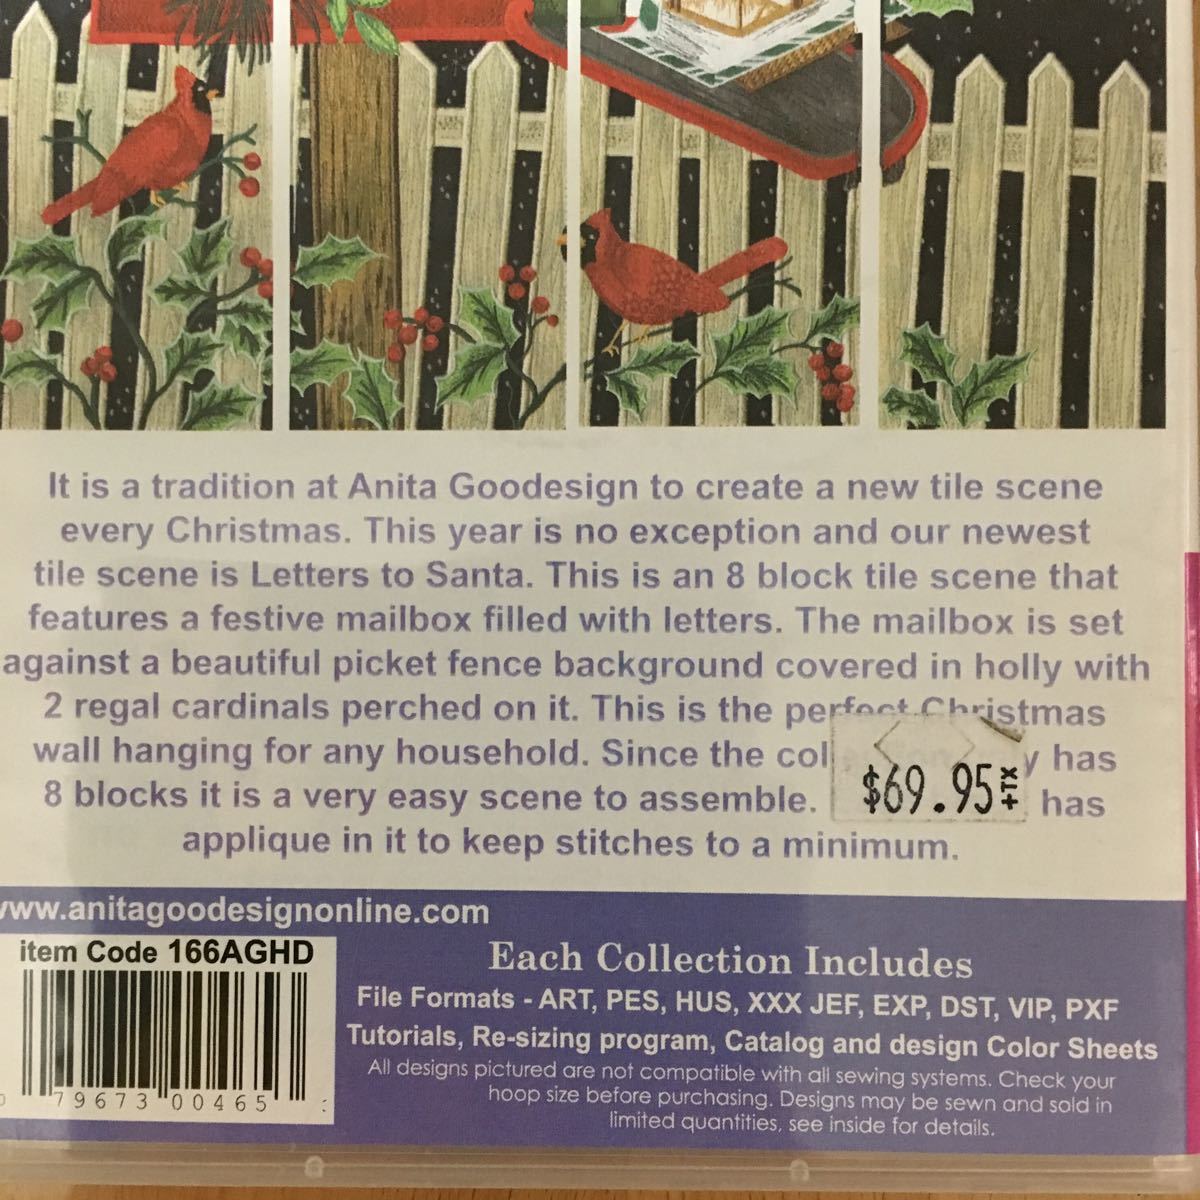 It is a tradition at Anita Goodesign to create a new tile scene
every Christmas. This year is no exception and our newest
tile scene is Letters to Santa. This is an 8 block tile scene that
features a festive mailbox filled with letters. The mailbox is set
against a beautiful picket fence background covered in holly with
2 regal cardinals perched on it. This is the perfect Christmas
wall hanging for any household. Since the col y has
8 blocks it is a very easy scene to assemble. has
$69.95+TX
applique in it to keep stitches to a minimum.
www.anitagoodesignonline.com
item Code 166AGHD
79673 00465
Each Collection Includes
File Formats - ART, PES, HUS, XXX JEF, EXP, DST, VIP, PXF
Tutorials, Re-sizing program, Catalog and design Color Sheets
All designs pictured are not compatible with all sewing systems. Check your
hoop size before purchasing. Designs may be sewn and sold in
limited quantities, see inside for details.